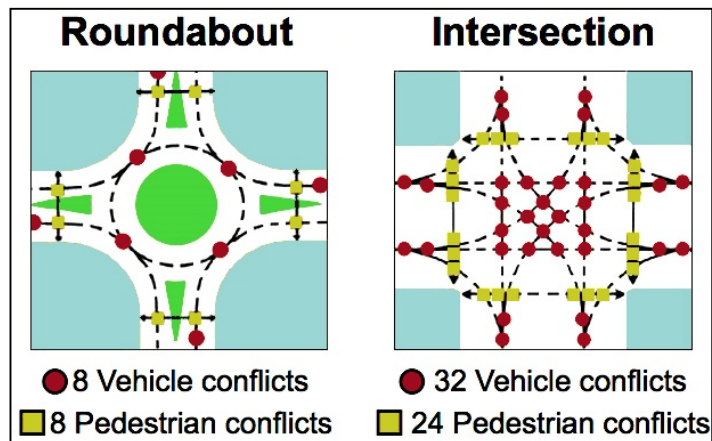 Roundabout
Intersection
8 Vehicle conflicts
8 Pedestrian conflicts
32 Vehicle conflicts
24 Pedestrian conflicts